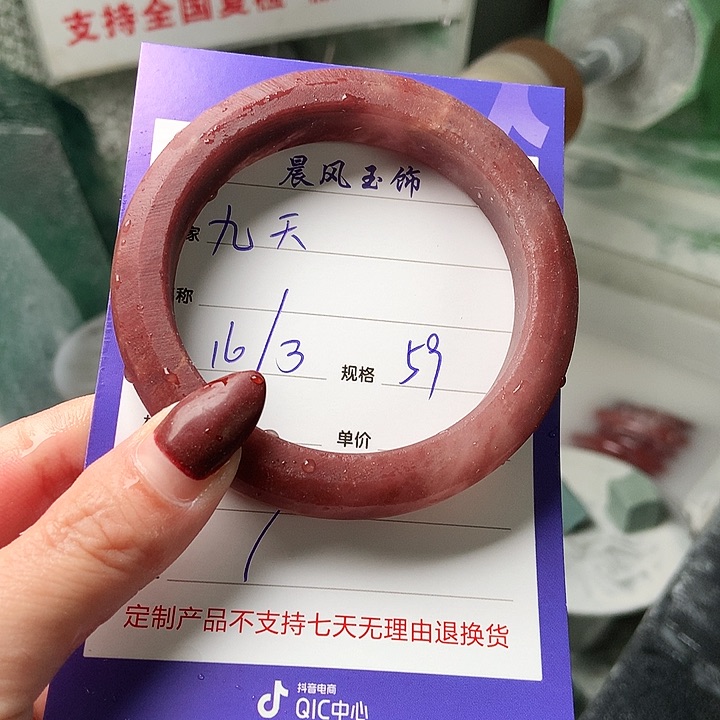 支持全国复检
晨风玉饰
家 九天
称
16/3 规格 59
单价
定制产品不支持七天无理由退换货
抖音电商
QIC中心